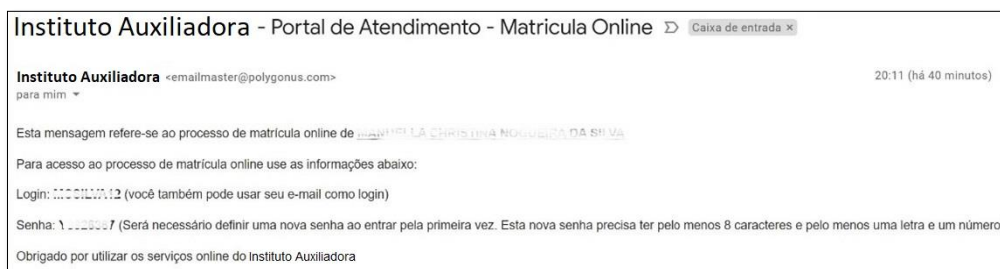 Instituto Auxiliadora - Portal de Atendimento - Matricula Online Caixa de entrada ×
Instituto Auxiliadora <emailmaster@polygonus.com> 20:11 (há 40 minutos)
para mim
Esta mensagem refere-se ao processo de matrícula online de
Para acesso ao processo de matrícula online use as informações abaixo:
Login: (você também pode usar seu e-mail como login)
Senha: (Será necessário definir uma nova senha ao entrar pela primeira vez. Esta nova senha precisa ter pelo menos 8 caracteres e pelo menos uma letra e um número
Obrigado por utilizar os serviços online do Instituto Auxiliadora